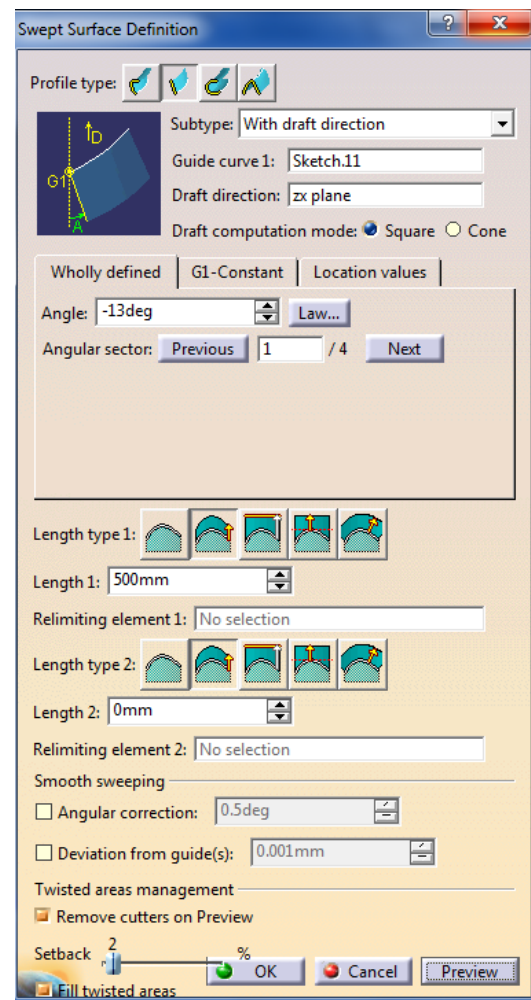 Swept Surface Definition ? X
Profile type:
D
G1
A
Subtype: With draft direction
Guide curve 1: Sketch.11
Draft direction: zx plane
Draft computation mode: Square Cone
Wholly defined G1-Constant Location values
Angle: -13deg Law...
Angular sector: Previous 1 / 4 Next
Length type 1:
Length 1: 500mm
Relimiting element 1: No selection
Length type 2:
Length 2: 0mm
Relimiting element 2: No selection
Smooth sweeping
Angular correction: 0.5deg
Deviation from guide(s): 0.001mm
Twisted areas management
Remove cutters on Preview
Setback 2 %
OK Cancel Preview
Fill twisted areas